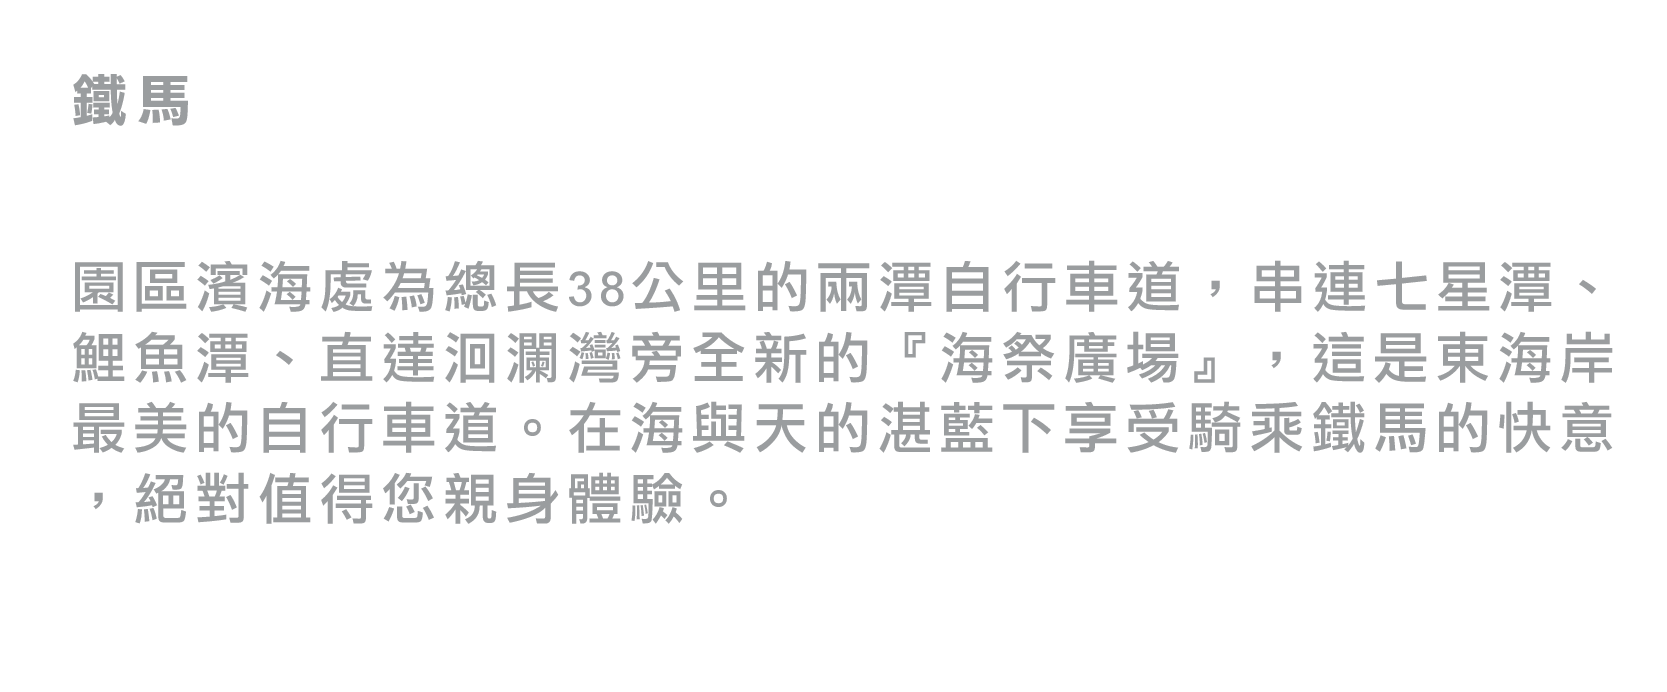 鐵馬
園區濱海處為總長38公里的兩潭自行車道，串連七星潭、
鯉魚潭、直達洄瀾灣旁全新的『海祭廣場』，這是東海岸
最美的自行車道。在海與天的湛藍下享受騎乘鐵馬的快意
，絕對值得您親身體驗。